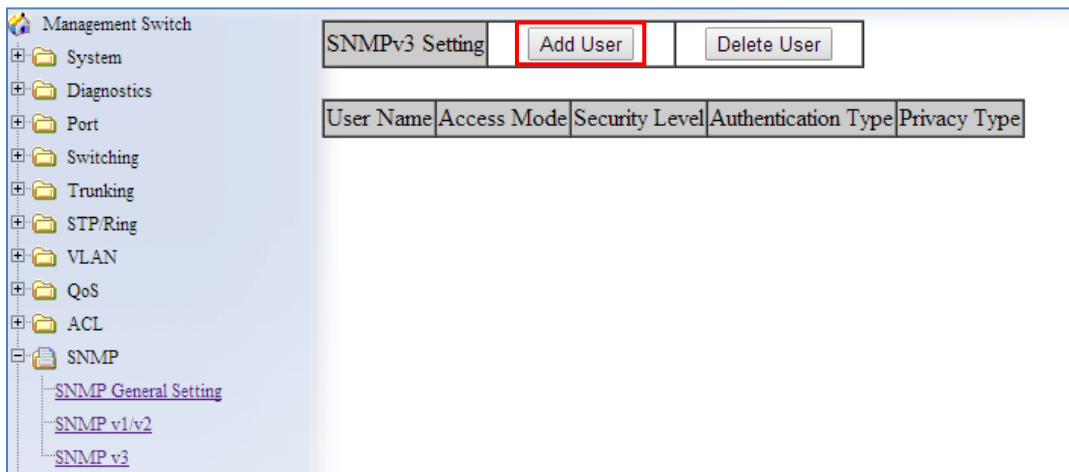 Management Switch
System
Diagnostics
Port
Switching
Trunking
STP/Ring
VLAN
QoS
ACL
SNMP
SNMP General Setting
SNMP v1/v2
SNMP v3
SNMPv3 Setting Add User Delete User
User Name Access Mode Security Level Authentication Type Privacy Type